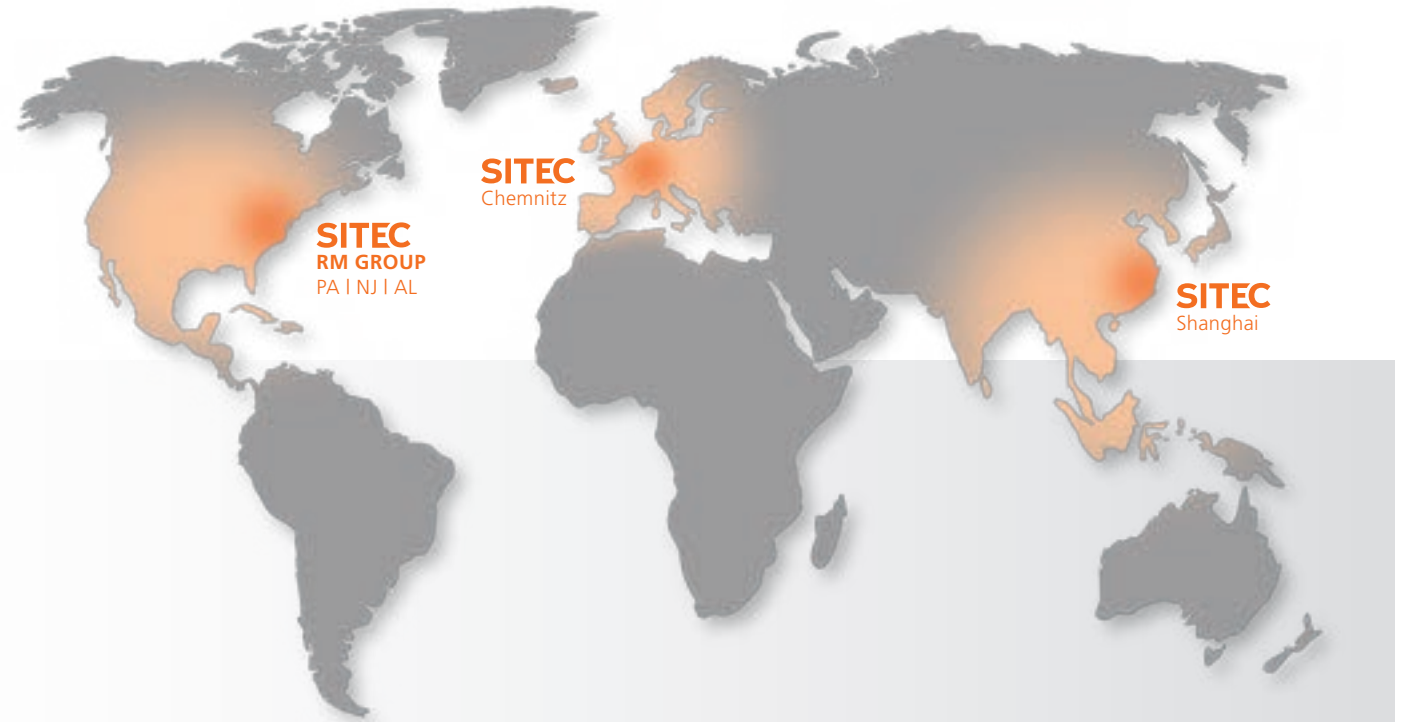 SITEC
Chemnitz
SITEC
RM GROUP
PA | NJ | AL
SITEC
Shanghai